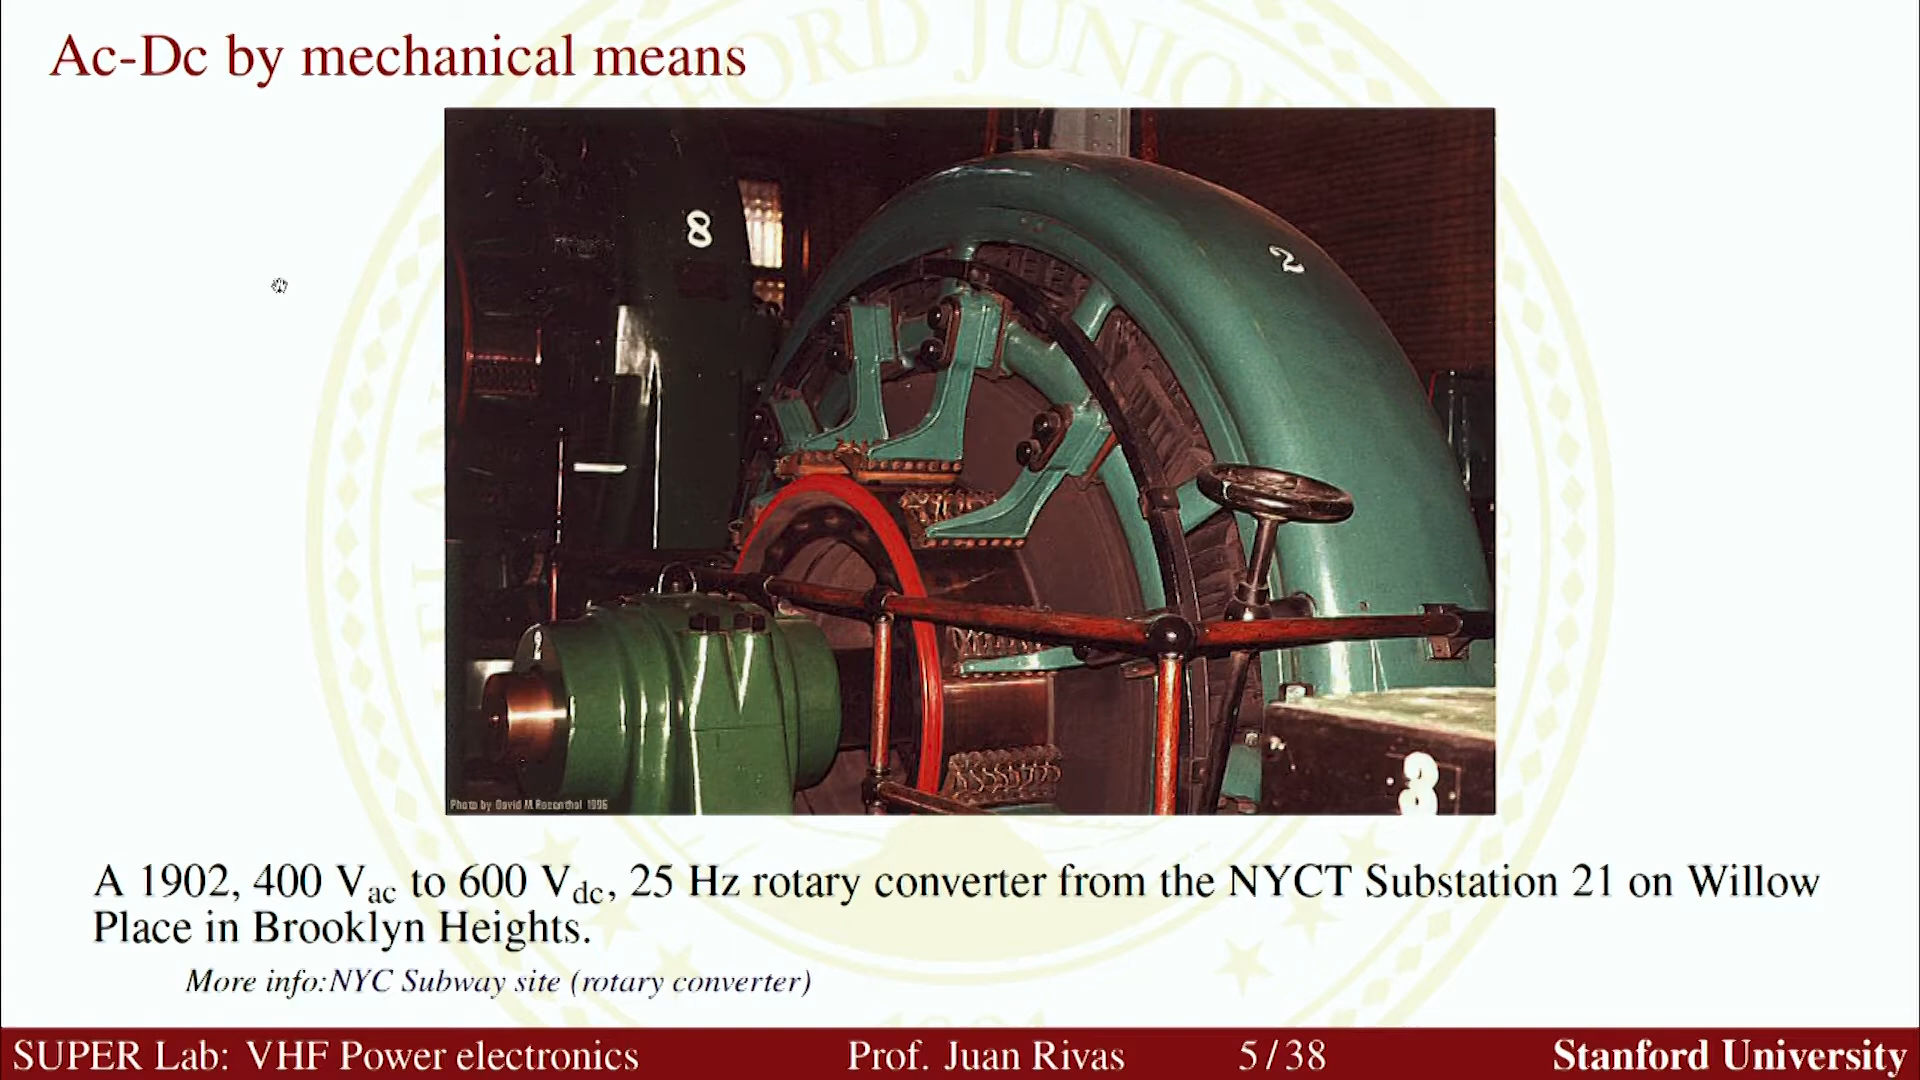 Ac-Dc by mechanical means
8
2
2
8
Photo by David M.Rosenthal 1996
A 1902, 400 Vac to 600 Vdc, 25 Hz rotary converter from the NYCT Substation 21 on Willow
Place in Brooklyn Heights.
More info:NYC Subway site (rotary converter)
SUPER Lab: VHF Power electronics Prof. Juan Rivas 5 / 38 Stanford University